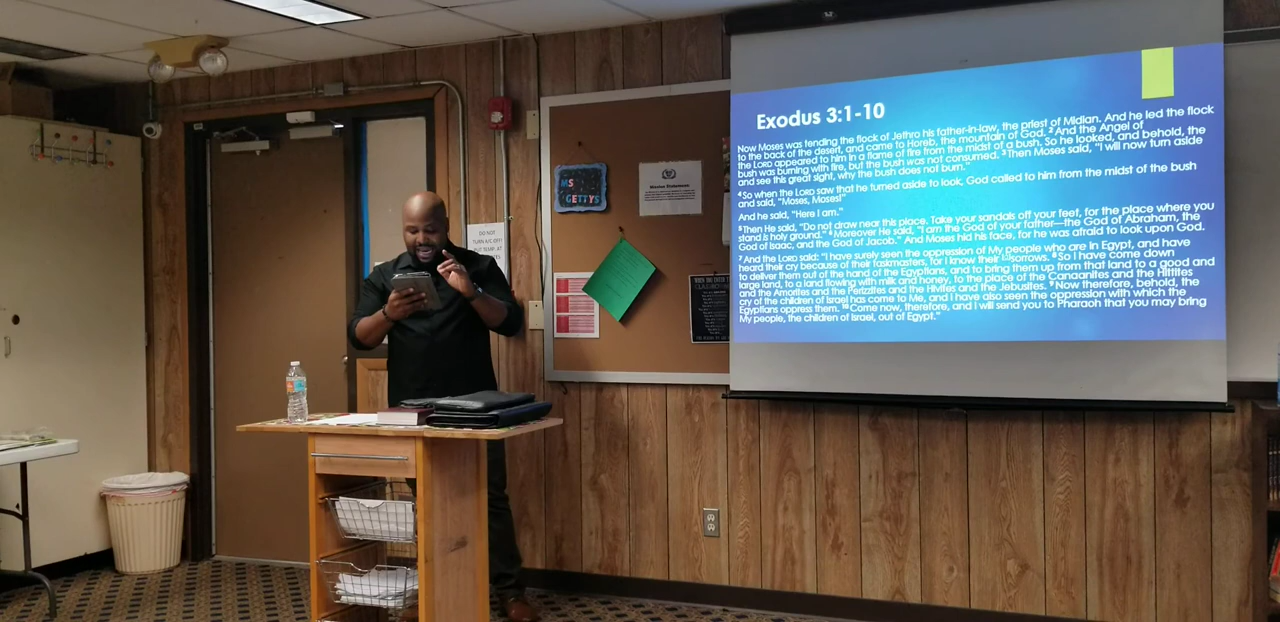 MS
GETTYS
Mission Statement
DO NOT
TURN A/C OFF!
Exodus 3:1-10
Now Moses was tending the flock of Jethro his father-in-law, the priest of Midian. And he led the flock
to the back of the desert, and came to Horeb, the mountain of God. 2 And the Angel of
the LORD appeared to him in a flame of fire from the midst of a bush. So he looked, and behold, the
bush was burning with fire, but the bush was not consumed. 3 Then Moses said, "I will now turn aside
and see this great sight, why the bush does not burn."
4 So when the LORD saw that he turned aside to look, God called to him from the midst of the bush
and said, "Moses, Moses!"
And he said, "Here I am."
5 Then He said, "Do not draw near this place. Take your sandals off your feet, for the place where you
stand is holy ground." 6 Moreover He said, "I am the God of your father—the God of Abraham, the
God of Isaac, and the God of Jacob." And Moses hid his face, for he was afraid to look upon God.
7 And the LORD said: "I have surely seen the oppression of My people who are in Egypt, and have
heard their cry because of their taskmasters, for I know their sorrows. 8 So I have come down
to deliver them out of the hand of the Egyptians, and to bring them up from that land to a good and
large land, to a land flowing with milk and honey, to the place of the Canaanites and the Hittites
and the Amorites and the Perizzites and the Hivites and the Jebusites. 9 Now therefore, behold, the
cry of the children of Israel has come to Me, and I have also seen the oppression with which the
Egyptians oppress them. 10 Come now, therefore, and I will send you to Pharaoh that you may bring
My people, the children of Israel, out of Egypt."